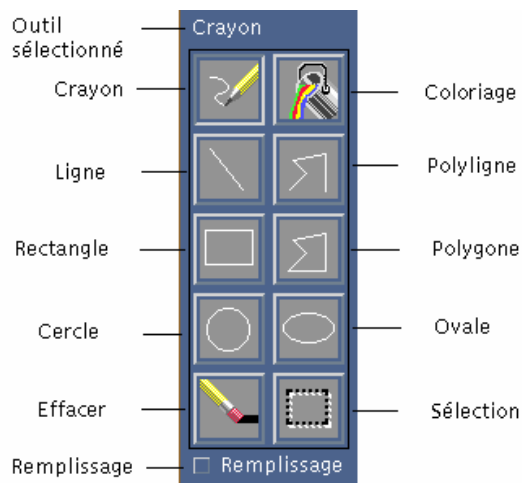 Outil
sélectionné
Crayon
Crayon
Coloriage
Ligne
Polyligne
Rectangle
Polygone
Cercle
Ovale
Effacer
Sélection
Remplissage
Remplissage